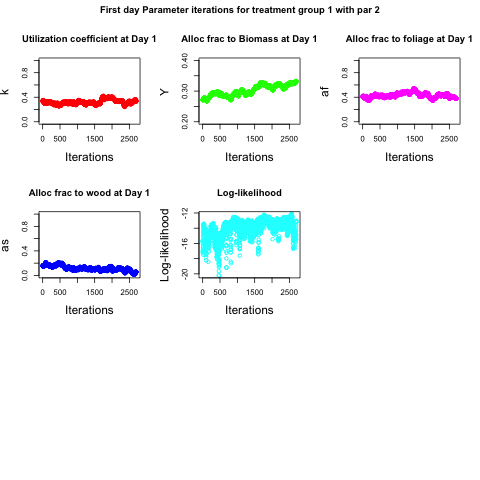 First day Parameter iterations for treatment group 1 with par 2
Utilization coefficient at Day 1
Alloc frac to Biomass at Day 1
Alloc frac to foliage at Day 1
k
0.0 0.4 0.8
0 500 1500 2500
Iterations
Y
0.20 0.30 0.40
0 500 1500 2500
Iterations
af
0.0 0.4 0.8
0 500 1500 2500
Iterations
Alloc frac to wood at Day 1
Log-likelihood
as
0.0 0.4 0.8
0 500 1500 2500
Iterations
Log-likelihood
-20 -16 -12
0 500 1500 2500
Iterations